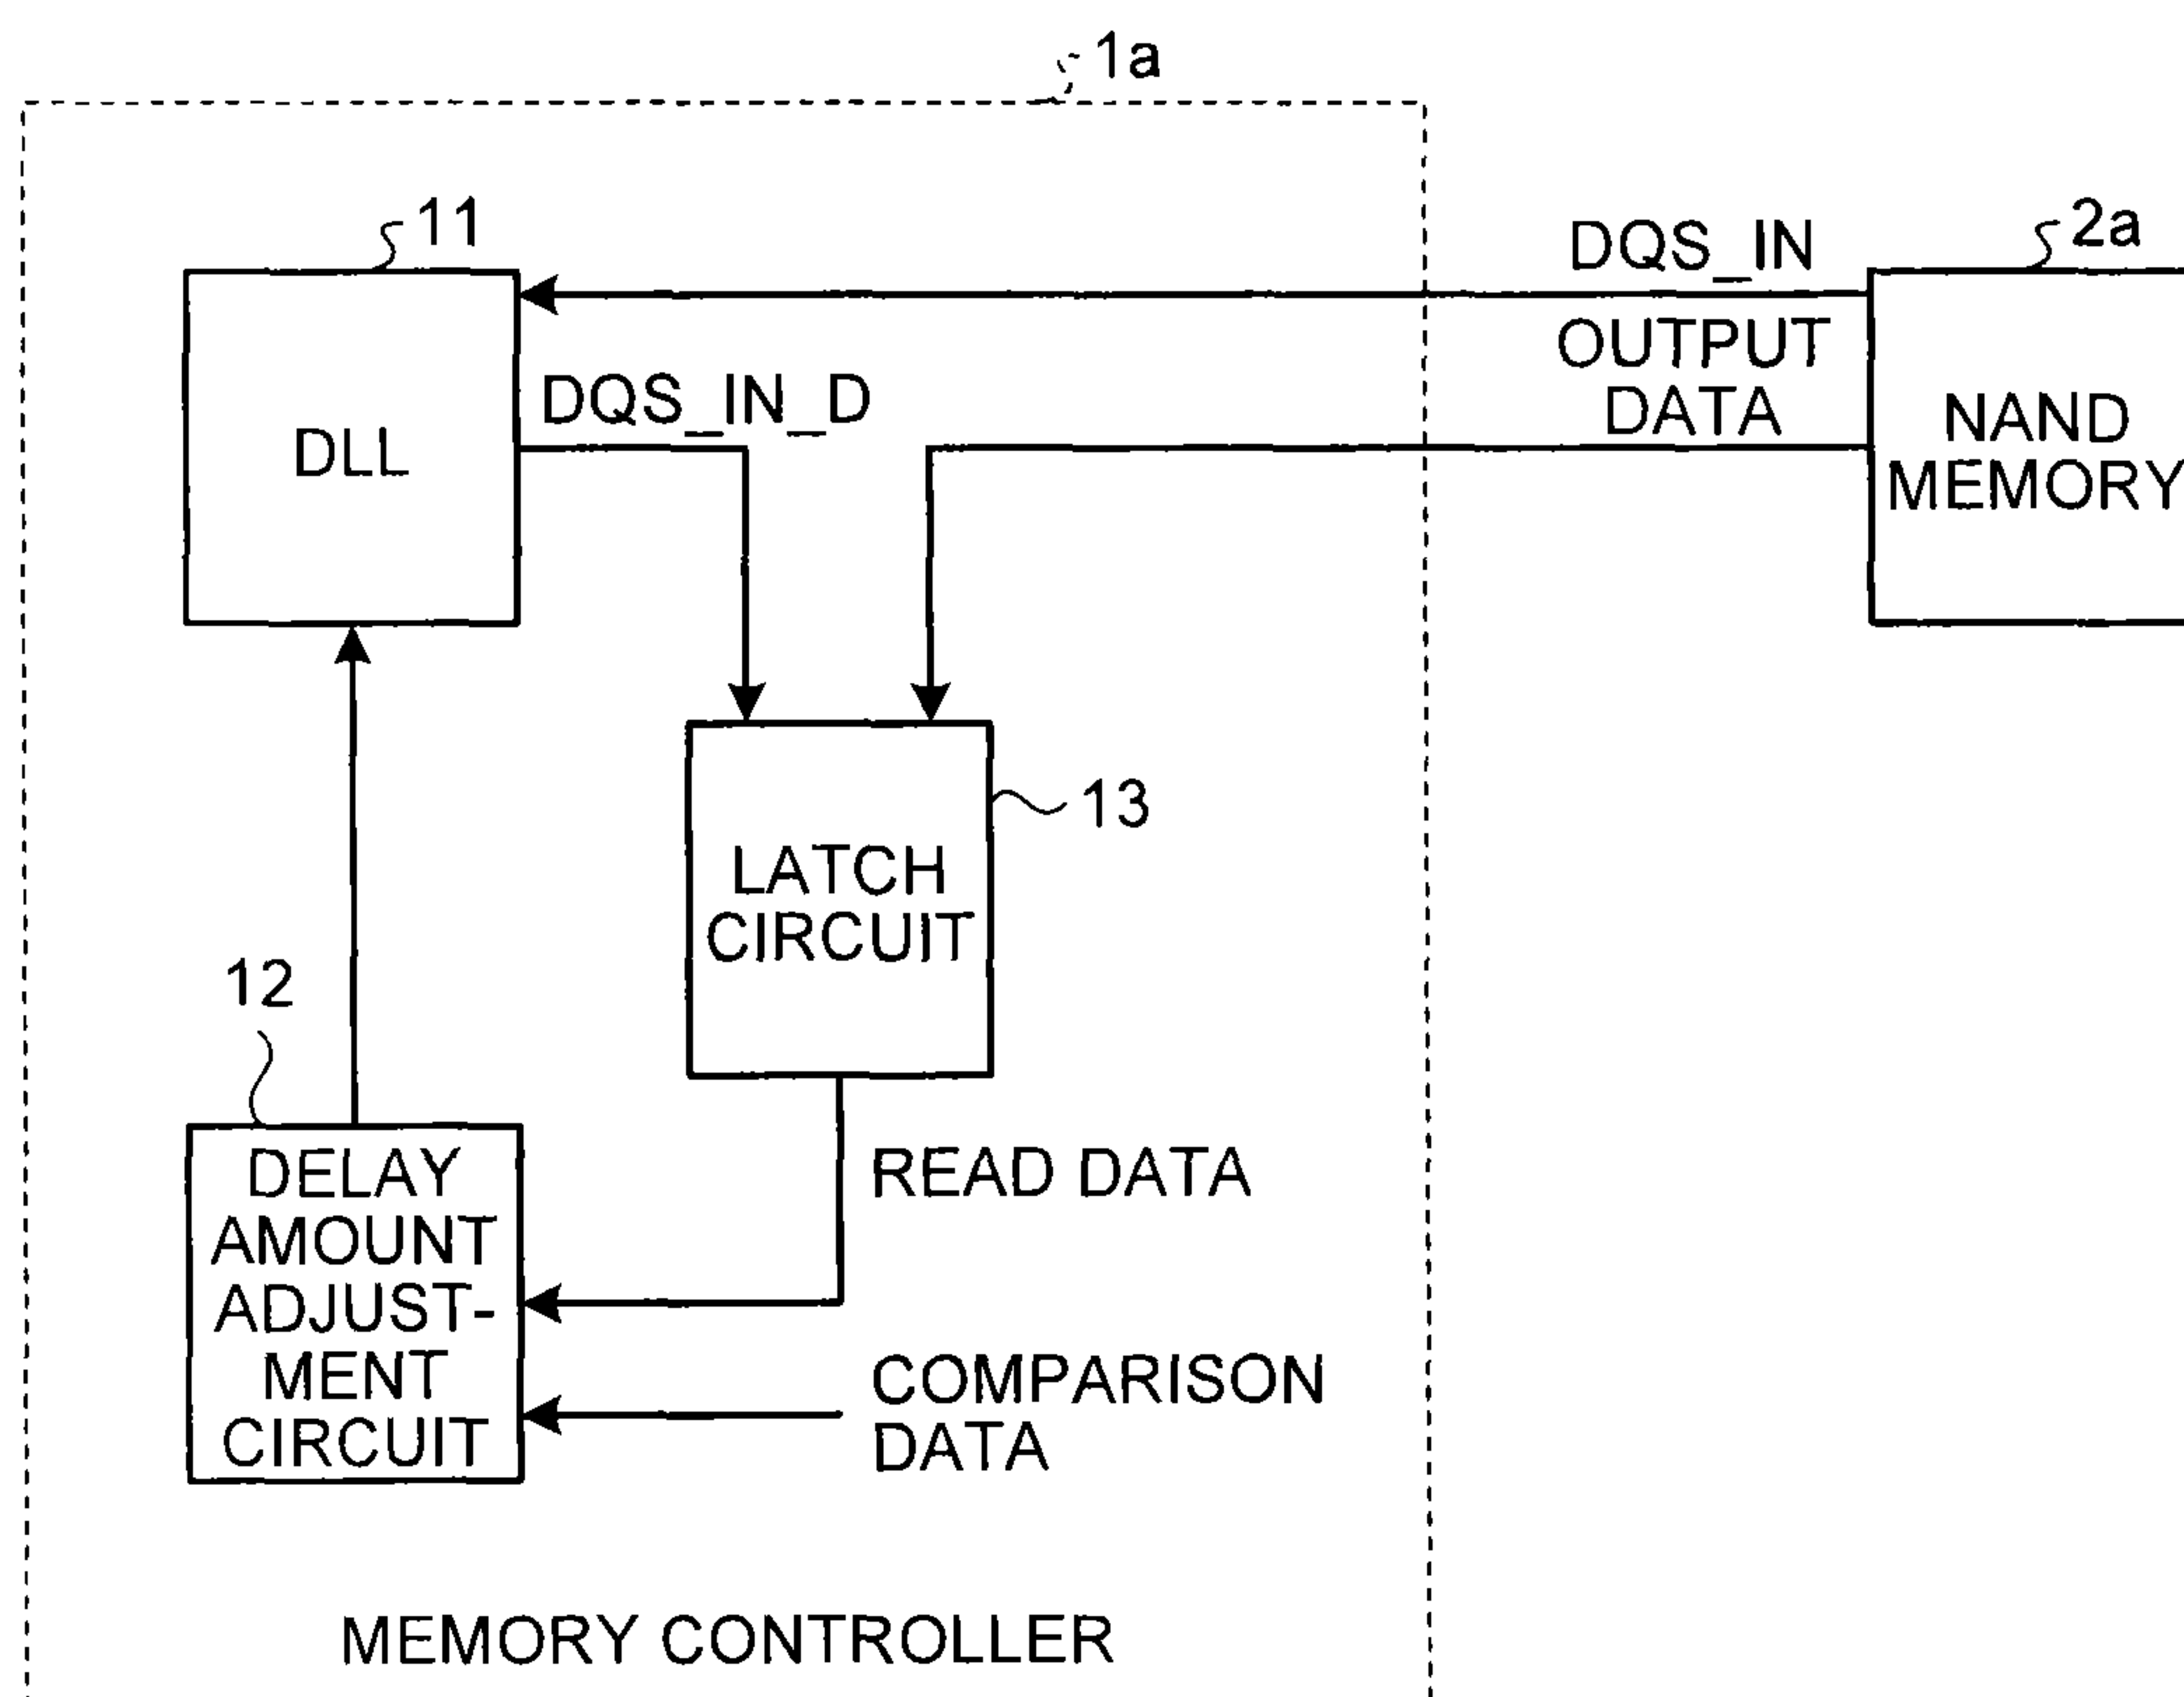 1a
11
DQS_IN
2a
OUTPUT
DATA
DQS_IN_D
DLL
NAND
MEMORY
13
LATCH
CIRCUIT
12
DELAY
AMOUNT
ADJUST-
MENT
CIRCUIT
READ DATA
COMPARISON
DATA
MEMORY CONTROLLER